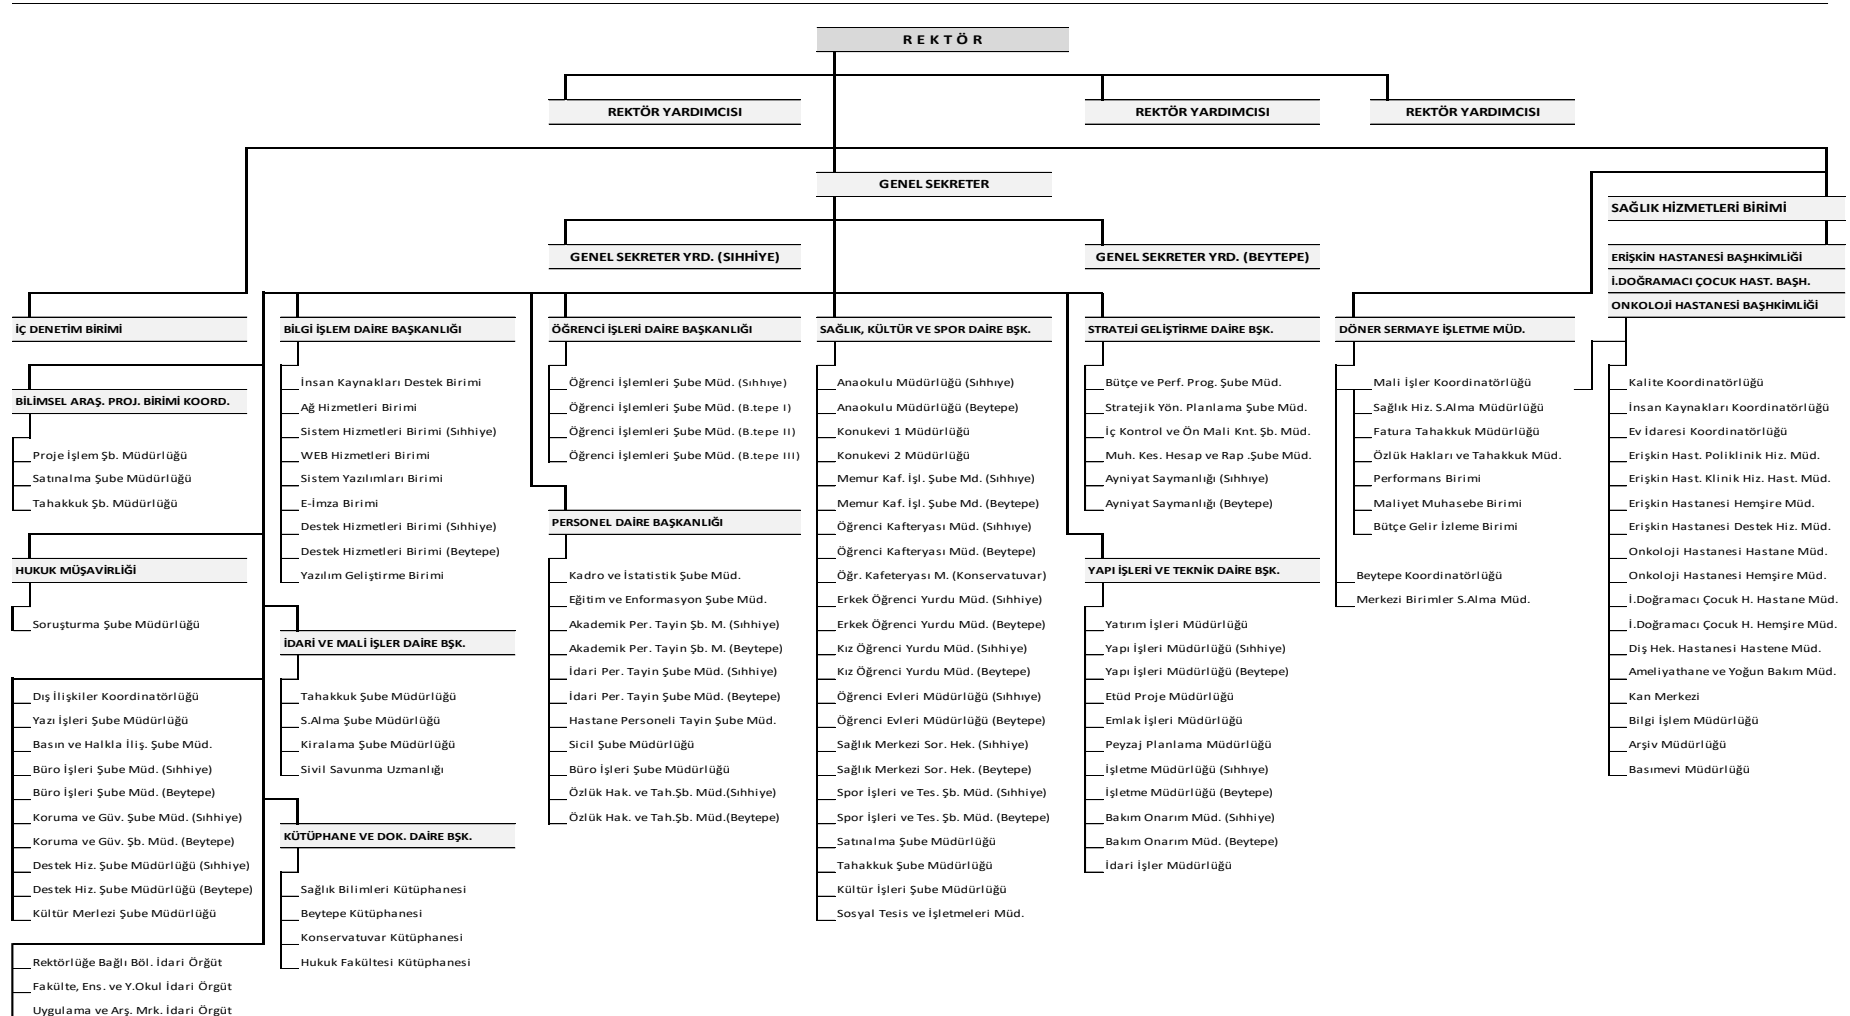 REKTÖR
REKTÖR YARDIMCISI
REKTÖR YARDIMCISI
REKTÖR YARDIMCISI
GENEL SEKRETER
SAĞLIK HİZMETLERİ BİRİMİ
GENEL SEKRETER YRD. (SIHHİYE)
GENEL SEKRETER YRD. (BEYTEPE)
ERİŞKİN HASTANESİ BAŞHKİMLİĞİ
İ.DOĞRAMACI ÇOCUK HAST. BAŞH.
ONKOLOJİ HASTANESİ BAŞHKİMLİĞİ
İÇ DENETİM BİRİMİ
BİLİMSEL ARAŞ. PROJ. BİRİMİ KOORD.
Proje İşlem Şb. Müdürlüğü
Satınalma Şube Müdürlüğü
Tahakkuk Şb. Müdürlüğü
HUKUK MÜŞAVİRLİĞİ
Soruşturma Şube Müdürlüğü
Dış İlişkiler Koordinatörlüğü
Yazı İşleri Şube Müdürlüğü
Basın ve Halkla İliş. Şube Müd.
Büro İşleri Şube Müd. (Sıhhiye)
Büro İşleri Şube Müd. (Beytepe)
Koruma ve Güv. Şube Müd. (Sıhhiye)
Koruma ve Güv. Şb. Müd. (Beytepe)
Destek Hiz. Şube Müdürlüğü (Sıhhiye)
Destek Hiz. Şube Müdürlüğü (Beytepe)
Kültür Merlezi Şube Müdürlüğü
Rektörlüğe Bağlı Böl. İdari Örğüt
Fakülte, Ens. ve Y.Okul İdari Örgüt
Uygulama ve Arş. Mrk. İdari Örgüt
BİLGİ İŞLEM DAİRE BAŞKANLIĞI
İnsan Kaynakları Destek Birimi
Ağ Hizmetleri Birimi
Sistem Hizmetleri Birimi (Sıhhiye)
WEB Hizmetleri Birimi
Sistem Yazılımları Birimi
E-İmza Birimi
Destek Hizmetleri Birimi (Sıhhiye)
Destek Hizmetleri Birimi (Beytepe)
Yazılım Geliştirme Birimi
İDARİ VE MALİ İŞLER DAİRE BŞK.
Tahakkuk Şube Müdürlüğü
S.Alma Şube Müdürlüğü
Kiralama Şube Müdürlüğü
Sivil Savunma Uzmanlığı
KÜTÜPHANE VE DOK. DAİRE BŞK.
Sağlık Bilimleri Kütüphanesi
Beytepe Kütüphanesi
Konservatuvar Kütüphanesi
Hukuk Fakültesi Kütüphanesi
ÖĞRENCİ İŞLERİ DAİRE BAŞKANLIĞI
Öğrenci İşlemleri Şube Müd. (Sıhhıye)
Öğrenci İşlemleri Şube Müd. (B.tepe I)
Öğrenci İşlemleri Şube Müd. (B.tepe II)
Öğrenci İşlemleri Şube Müd. (B.tepe III)
PERSONEL DAİRE BAŞKANLIĞI
Kadro ve İstatistik Şube Müd.
Eğitim ve Enformasyon Şube Müd.
Akademik Per. Tayin Şb. M. (Sıhhiye)
Akademik Per. Tayin Şb. M. (Beytepe)
İdari Per. Tayin Şube Müd. (Sıhhiye)
İdari Per. Tayin Şube Müd. (Beytepe)
Hastane Personeli Tayin Şube Müd.
Sicil Şube Müdürlüğü
Büro İşleri Şube Müdürlüğü
Özlük Hak. ve Tah.Şb. Müd.(Sıhhiye)
Özlük Hak. ve Tah.Şb. Müd.(Beytepe)
SAĞLIK, KÜLTÜR VE SPOR DAİRE BŞK.
Anaokulu Müdürlüğü (Sıhhıye)
Anaokulu Müdürlüğü (Beytepe)
Konukevi 1 Müdürlüğü
Konukevi 2 Müdürlüğü
Memur Kaf. İşl. Şube Md. (Sıhhıye)
Memur Kaf. İşl. Şube Md. (Beytepe)
Öğrenci Kafteryası Müd. (Sıhhıye)
Öğrenci Kafteryası Müd. (Beytepe)
Öğr. Kafeteryası M. (Konservatuvar)
Erkek Öğrenci Yurdu Müd. (Sıhhiye)
Erkek Öğrenci Yurdu Müd. (Beytepe)
Kız Öğrenci Yurdu Müd. (Sıhhiye)
Kız Öğrenci Yurdu Müd. (Beytepe)
Öğrenci Evleri Müdürlüğü (Sıhhıye)
Öğrenci Evleri Müdürlüğü (Beytepe)
Sağlık Merkezi Sor. Hek. (Sıhhiye)
Sağlık Merkezi Sor. Hek. (Beytepe)
Spor İşleri ve Tes. Şb. Müd. (Sıhhiye)
Spor İşleri ve Tes. Şb. Müd. (Beytepe)
Satınalma Şube Müdürlüğü
Tahakkuk Şube Müdürlüğü
Kültür İşleri Şube Müdürlüğü
Sosyal Tesis ve İşletmeleri Müd.
STRATEJİ GELİŞTİRME DAİRE BŞK.
Bütçe ve Perf. Prog. Şube Müd.
Stratejik Yön. Planlama Şube Müd.
İç Kontrol ve Ön Mali Knt. Şb. Müd.
Muh. Kes. Hesap ve Rap .Şube Müd.
Ayniyat Saymanlığı (Sıhhiye)
Ayniyat Saymanlığı (Beytepe)
YAPI İŞLERİ VE TEKNİK DAİRE BŞK.
Yatırım İşleri Müdürlüğü
Yapı İşleri Müdürlüğü (Sıhhiye)
Yapı İşleri Müdürlüğü (Beytepe)
Etüd Proje Müdürlüğü
Emlak İşleri Müdürlüğü
Peyzaj Planlama Müdürlüğü
İşletme Müdürlüğü (Sıhhıye)
İşletme Müdürlüğü (Beytepe)
Bakım Onarım Müd. (Sıhhiye)
Bakım Onarım Müd. (Beytepe)
İdari İşler Müdürlüğü
DÖNER SERMAYE İŞLETME MÜD.
Mali İşler Koordinatörlüğü
Sağlık Hiz. S.Alma Müdürlüğü
Fatura Tahakkuk Müdürlüğü
Özlük Hakları ve Tahakkuk Müd.
Performans Birimi
Maliyet Muhasebe Birimi
Bütçe Gelir İzleme Birimi
Beytepe Koordinatörlüğü
Merkezi Birimler S.Alma Müd.
Kalite Koordinatörlüğü
İnsan Kaynakları Koordinatörlüğü
Ev İdaresi Koordinatörlüğü
Erişkin Hast. Poliklinik Hiz. Müd.
Erişkin Hast. Klinik Hiz. Hast. Müd.
Erişkin Hastanesi Hemşire Müd.
Erişkin Hastanesi Destek Hiz. Müd.
Onkoloji Hastanesi Hastane Müd.
Onkoloji Hastanesi Hemşire Müd.
İ.Doğramacı Çocuk H. Hastane Müd.
İ.Doğramacı Çocuk H. Hemşire Müd.
Diş Hek. Hastanesi Hastene Müd.
Ameliyathane ve Yoğun Bakım Müd.
Kan Merkezi
Bilgi İşlem Müdürlüğü
Arşiv Müdürlüğü
Basımevi Müdürlüğü